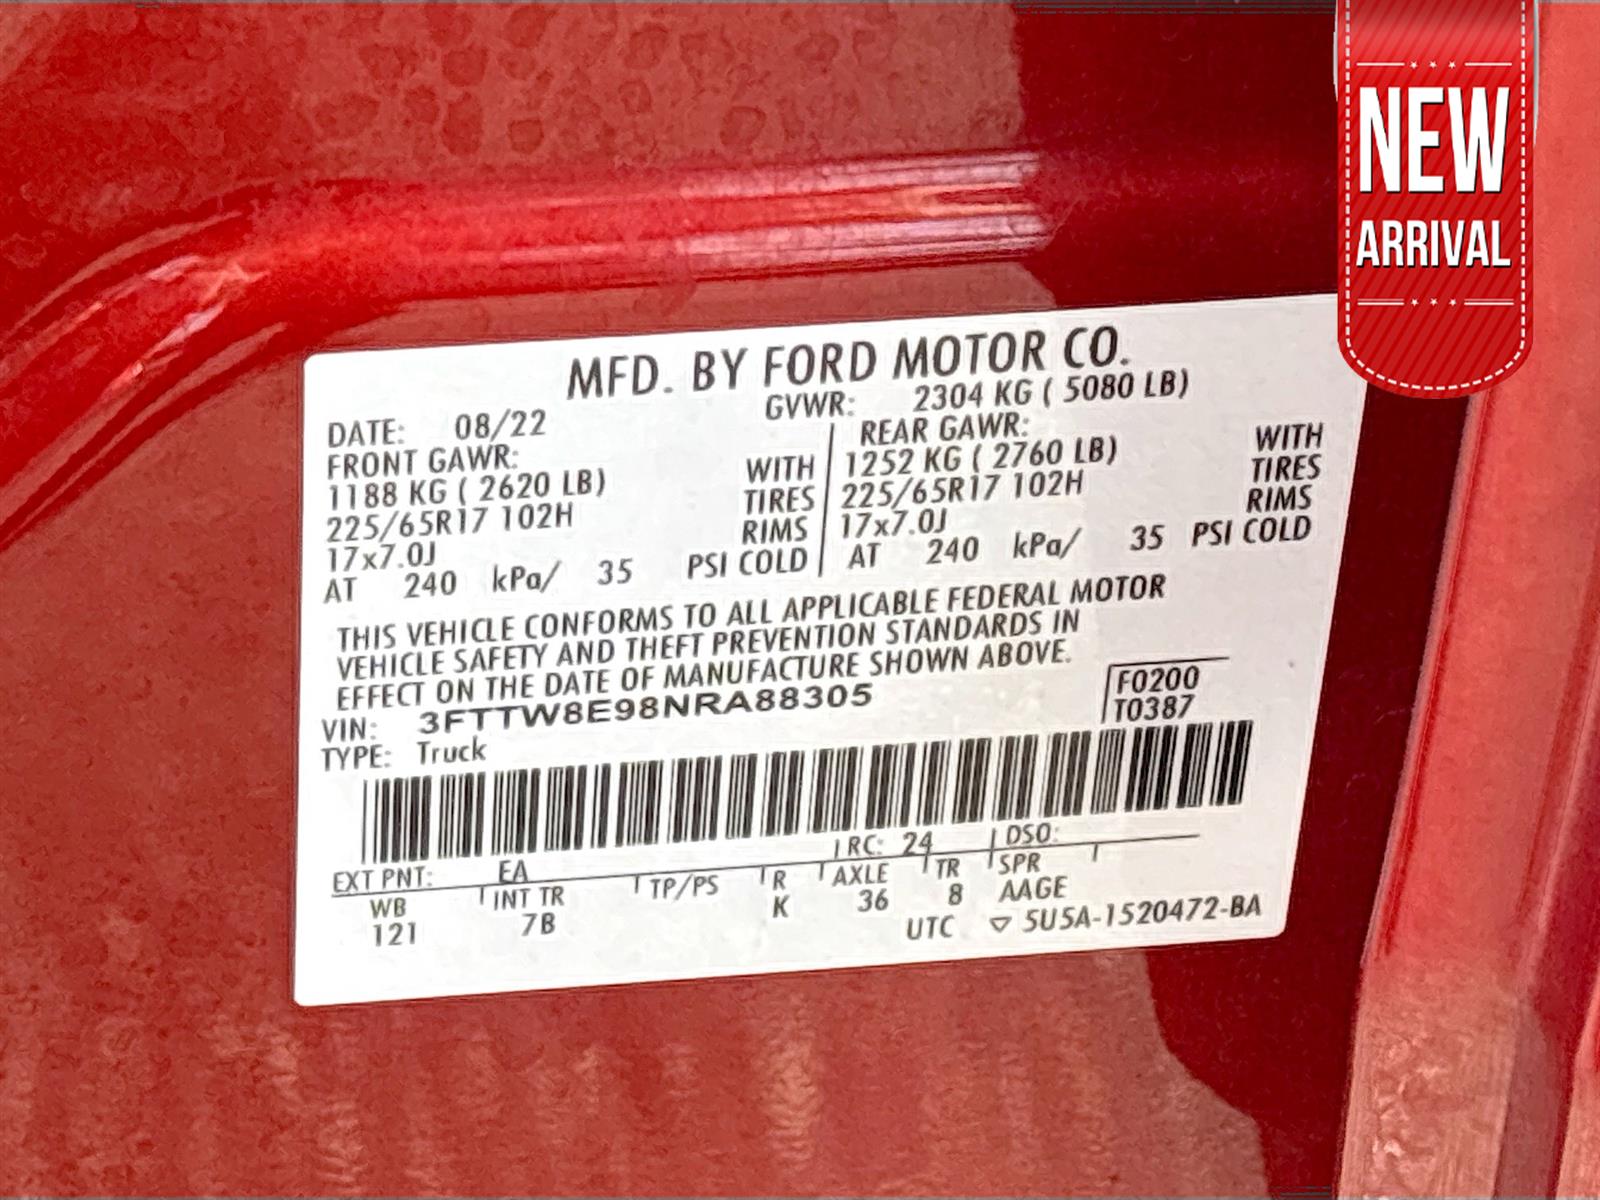 NEW
ARRIVAL
MFD. BY FORD MOTOR CO.
DATE: 08/22 GVWR: 2304 KG ( 5080 LB)
FRONT GAWR: REAR GAWR:
1188 KG ( 2620 LB) WITH 1252 KG ( 2760 LB) WITH
225/65R17 102H TIRES 225/65R17 102H TIRES
17x7.0J RIMS 17x7.0J RIMS
AT 240 kPa/ 35 PSI COLD AT 240 kPa/ 35 PSI COLD
THIS VEHICLE CONFORMS TO ALL APPLICABLE FEDERAL MOTOR
VEHICLE SAFETY AND THEFT PREVENTION STANDARDS IN
EFFECT ON THE DATE OF MANUFACTURE SHOWN ABOVE.
VIN: 3FTTW8E98NRA88305 F0200
TYPE: Truck T0387
EXT PNT: EA RC: 24 DSO:
WB INT TR TP/PS R AXLE TR SPR
121 7B K 36 8 AAGE
UTC ▽ 5U5A-1520472-BA